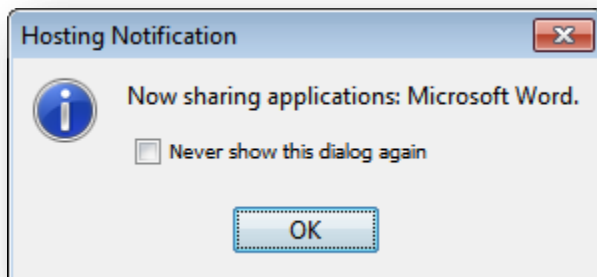 Hosting Notification
Now sharing applications: Microsoft Word.
Never show this dialog again
OK